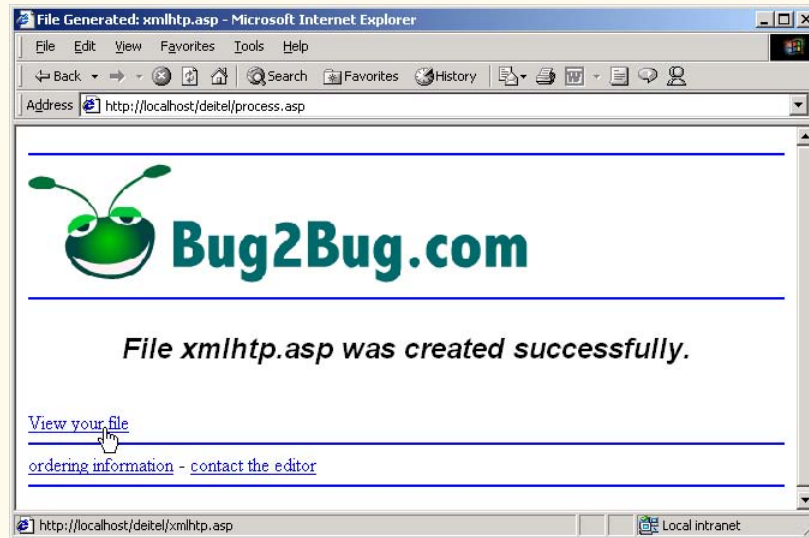 File Generated: xmlhtp.asp - Microsoft Internet Explorer
File Edit View Favorites Tools Help
Back Search Favorites History
Address http://localhost/deitel/process.asp
Bug2Bug.com
File xmlhtp.asp was created successfully.
View your file
ordering information - contact the editor
http://localhost/deitel/xmlhtp.asp Local intranet